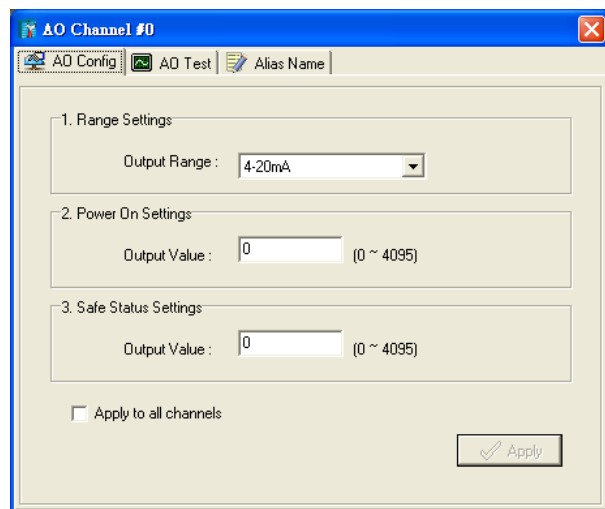 AO Channel #0
AO Config AO Test Alias Name
1. Range Settings
Output Range : 4-20mA
2. Power On Settings
Output Value : 0 (0 ~ 4095)
3. Safe Status Settings
Output Value : 0 (0 ~ 4095)
Apply to all channels
Apply